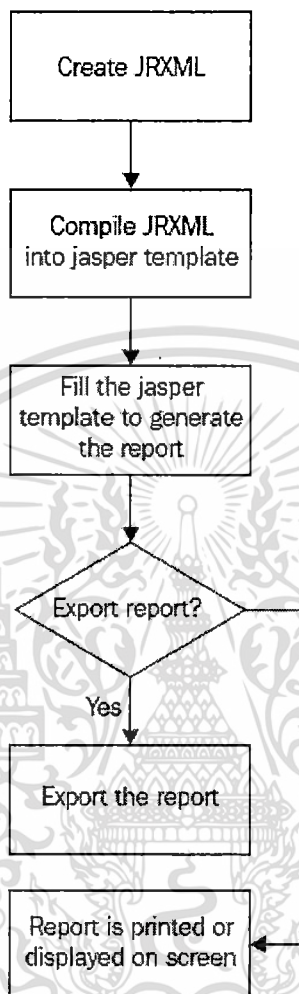 Create JRXML
Compile JRXML
into jasper template
Fill the jasper
template to generate
the report
Export report?
Yes
Export the report
Report is printed or
displayed on screen